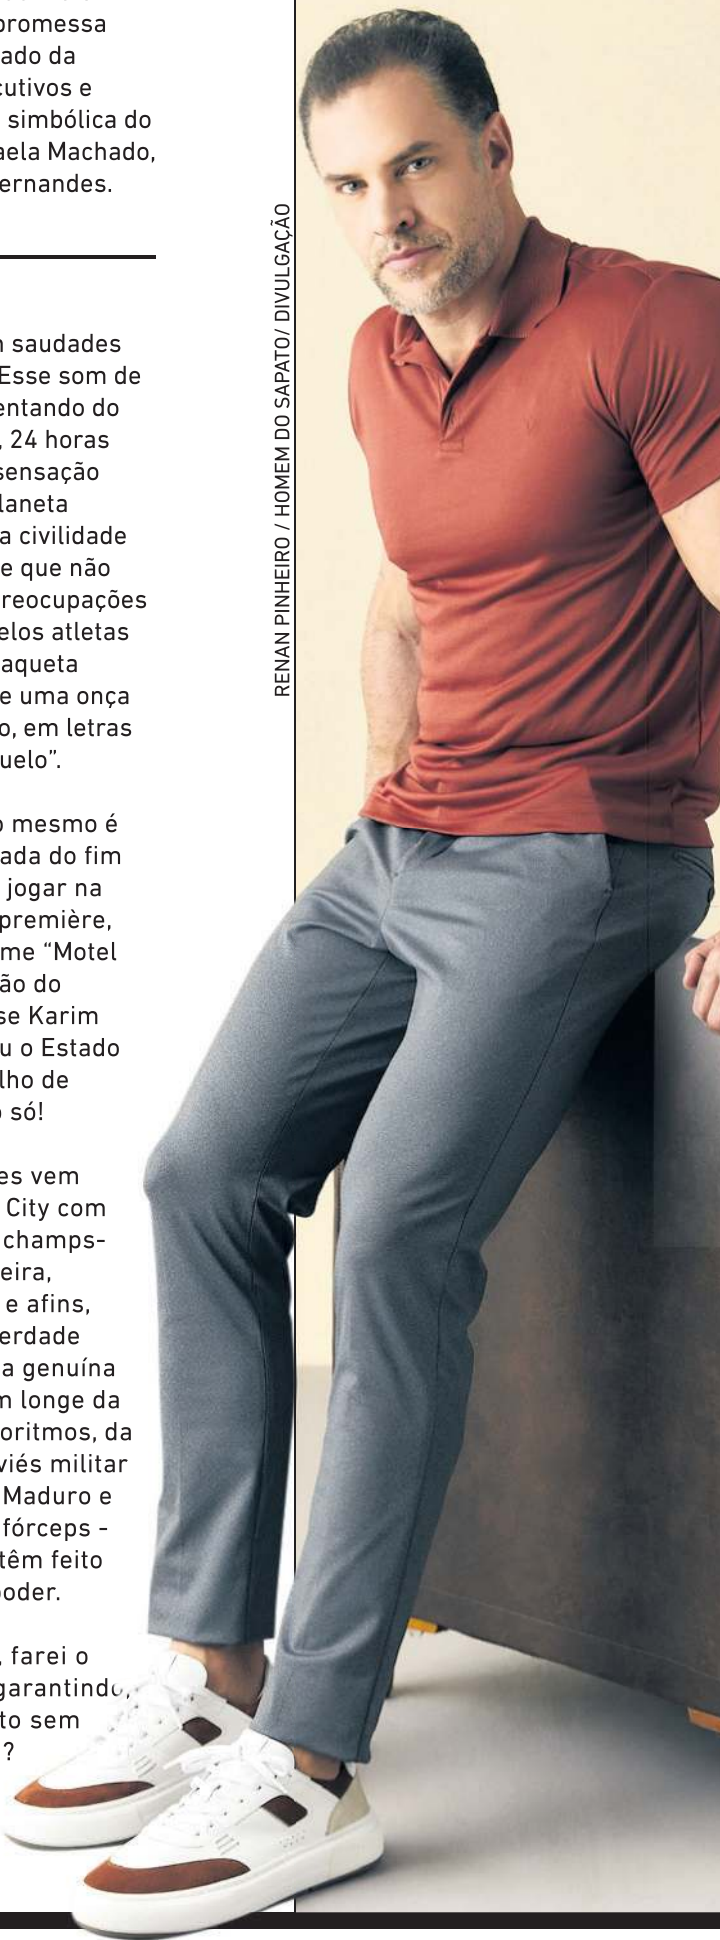 promessa
ado da
cutivos e
simbólica do
aela Machado,
ernandes.
saudades
Esse som de
entando do
, 24 horas
sensação
laneta
a civilidade
e que não
reocupações
elos atletas
aqueta
e uma onça
o, em letras
uelo”.
o mesmo é
ada do fim
jogar na
première,
me “Motel
ão do
se Karim
u o Estado
lho de
o só!
es vem
City com
champs-
eira,
e afins,
erdade
a genuína
m longe da
oritmos, da
viés militar
Maduro e
fórceps -
têm feito
poder.
, farei o
garantindo,
to sem
?
RENAN PINHEIRO / HOMEM DO SAPATO/ DIVULGAÇÃO